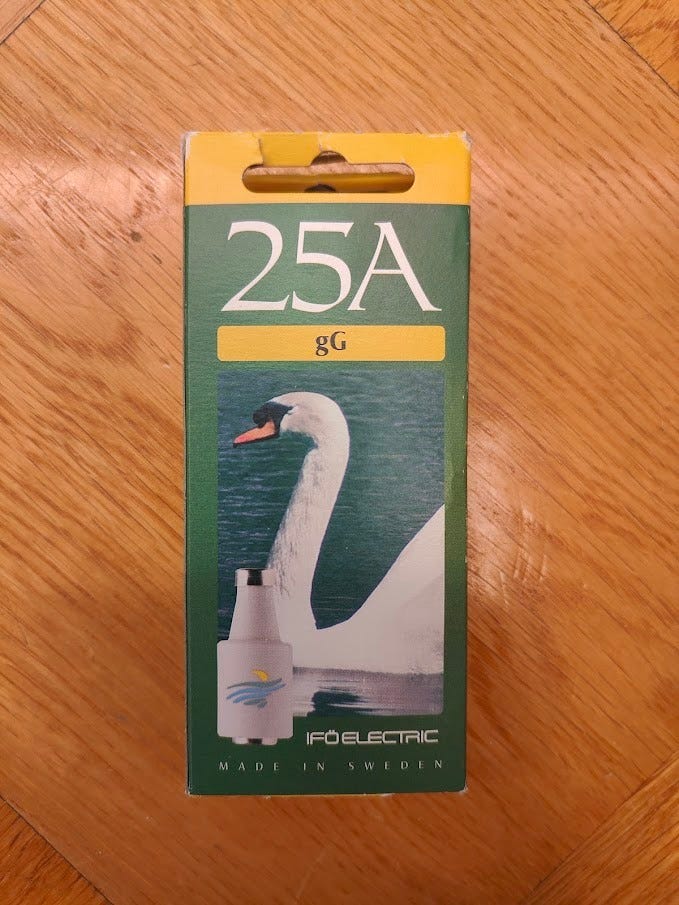 25A
gG
IFÖ ELECTRIC
MADE IN SWEDEN